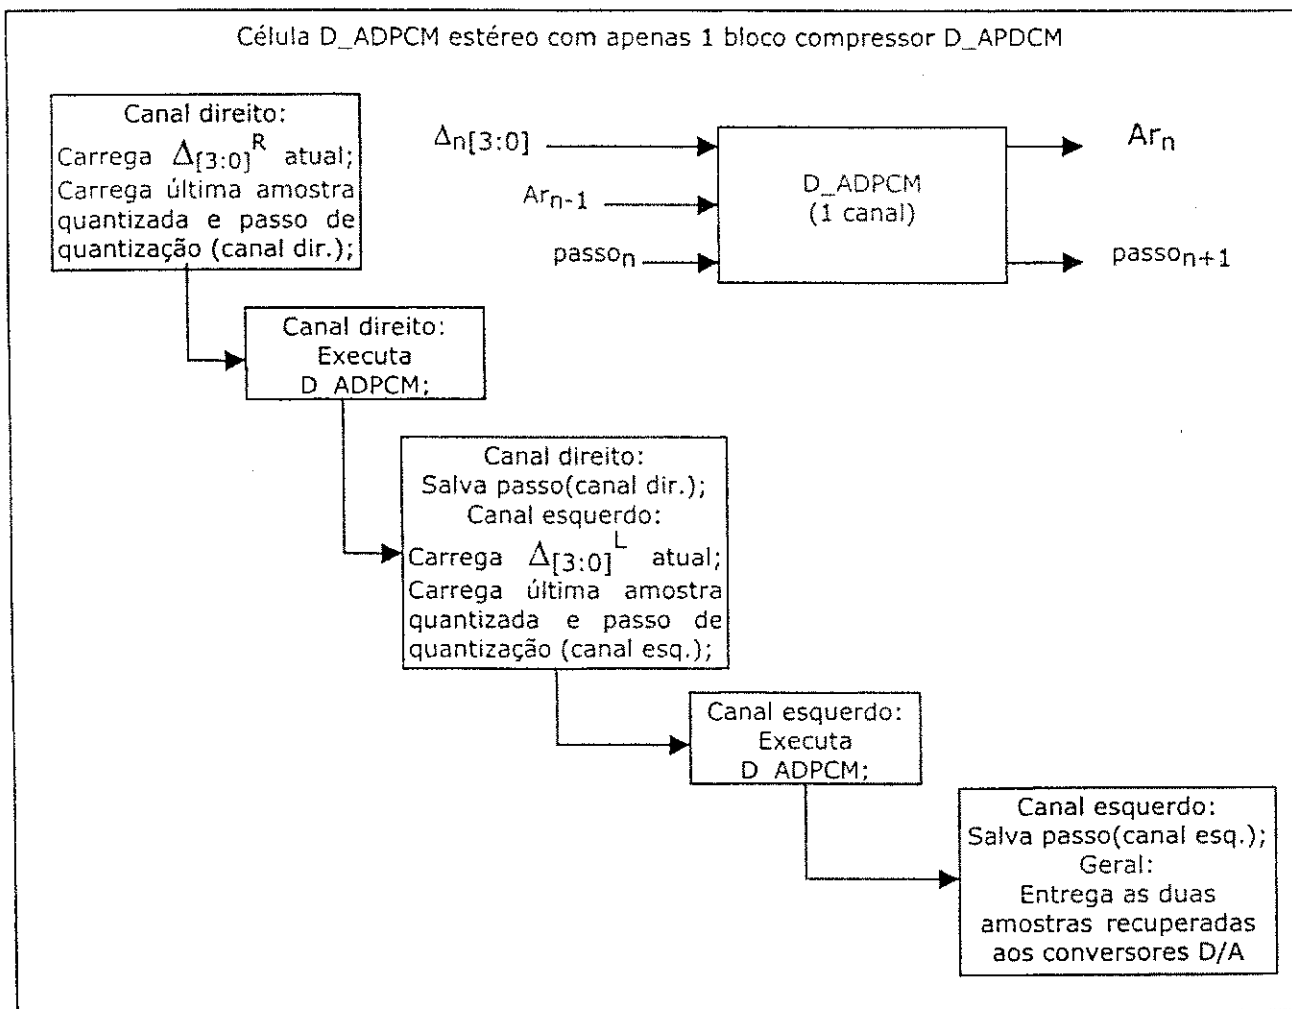 Célula D_ADPCM estéreo com apenas 1 bloco compressor D_APDCM
Canal direito:
Carrega Δ[3:0]R atual;
Carrega última amostra
quantizada e passo de
quantização (canal dir.);
Δn[3:0]
Arn-1
passon
D_ADPCM
(1 canal)
Arn
passon+1
Canal direito:
Executa
D_ADPCM;
Canal direito:
Salva passo(canal dir.);
Canal esquerdo:
Carrega Δ[3:0]L atual;
Carrega última amostra
quantizada e passo de
quantização (canal esq.);
Canal esquerdo:
Executa
D_ADPCM;
Canal esquerdo:
Salva passo(canal esq.);
Geral:
Entrega as duas
amostras recuperadas
aos conversores D/A